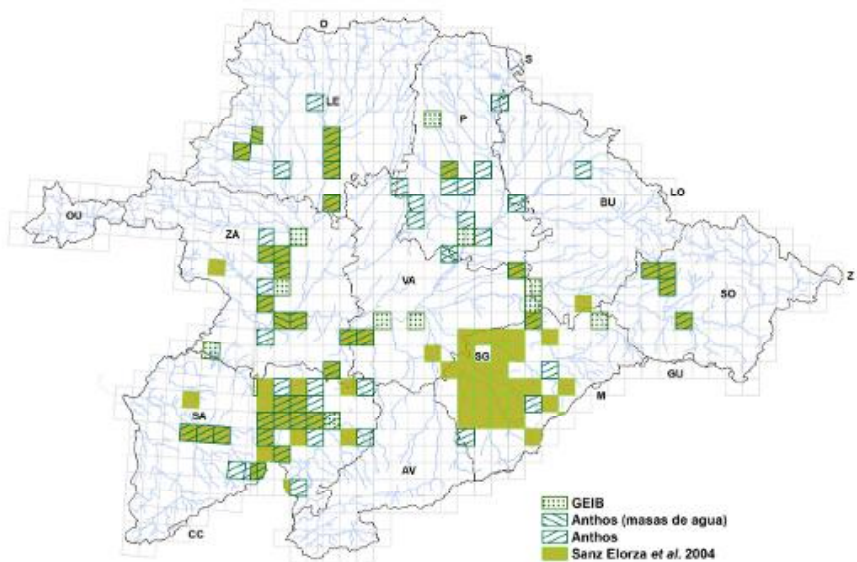 O
S
LE
P
LO
BU
OU
ZA
VA
SO
Z
SG
GU
M
SA
AV
CC
GEIB
Anthos (masas de agua)
Anthos
Sanz Elorza et al. 2004